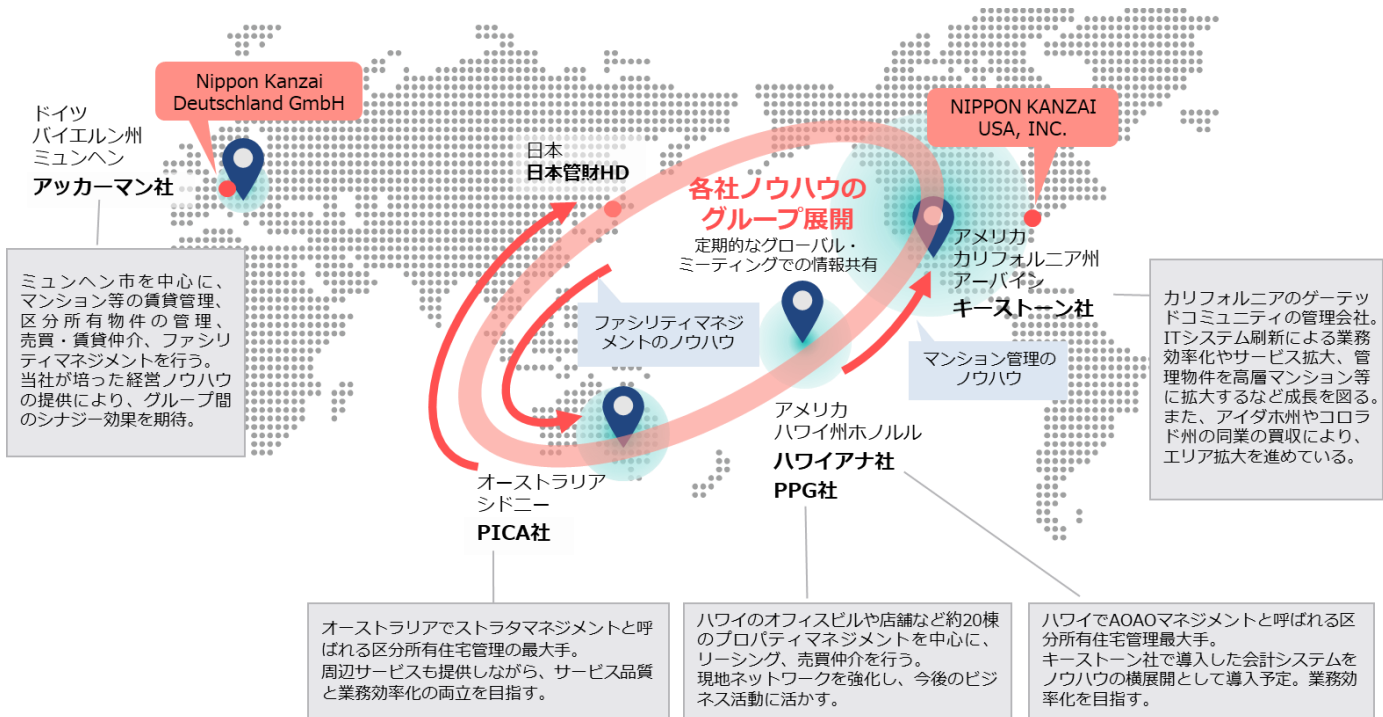 Nippon Kanzai
Deutschland GmbH
ドイツ
バイエルン州
ミュンヘン
アッカーマン社
ミュンヘン市を中心に、
マンション等の賃貸管理、
区分所有物件の管理、
売買・賃貸仲介、ファシリ
ティマネジメントを行う。
当社が培った経営ノウハウ
の提供により、グループ間
のシナジー効果を期待。
日本
日本管財HD
各社ノウハウの
グループ展開
定期的なグローバル・
ミーティングでの情報共有
ファシリティマネジ
メントのノウハウ
NIPPON KANZAI
USA, INC.
アメリカ
カリフォルニア州
アーバイン
キーストーン社
マンション管理の
ノウハウ
カリフォルニアのゲーテッ
ドコミュニティの管理会社。
ITシステム刷新による業務
効率化やサービス拡大、管
理物件を高層マンション等
に拡大するなど成長を図る。
また、アイダホ州やコロラ
ド州の同業の買収により、
エリア拡大を進めている。
オーストラリア
シドニー
PICA社
アメリカ
ハワイ州ホノルル
ハワイアナ社
PPG社
オーストラリアでストラタマネジメントと呼
ばれる区分所有住宅管理の最大手。
周辺サービスも提供しながら、サービス品質
と業務効率化の両立を目指す。
ハワイのオフィスビルや店舗など約20棟
のプロパティマネジメントを中心に、
リーシング、売買仲介を行う。
現地ネットワークを強化し、今後のビジ
ネス活動に活かす。
ハワイでAOAOマネジメントと呼ばれる区
分所有住宅管理最大手。
キーストーン社で導入した会計システムを
ノウハウの横展開として導入予定。業務効
率化を目指す。